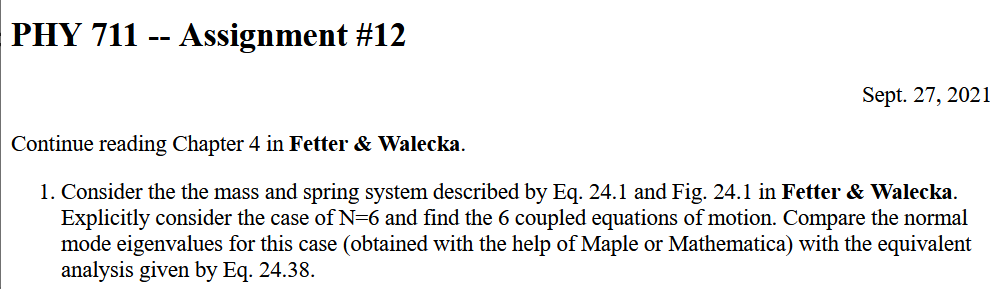 PHY 711 -- Assignment #12
Sept. 27, 2021
Continue reading Chapter 4 in Fetter & Walecka.
1. Consider the the mass and spring system described by Eq. 24.1 and Fig. 24.1 in Fetter & Walecka.
Explicitly consider the case of N=6 and find the 6 coupled equations of motion. Compare the normal
mode eigenvalues for this case (obtained with the help of Maple or Mathematica) with the equivalent
analysis given by Eq. 24.38.